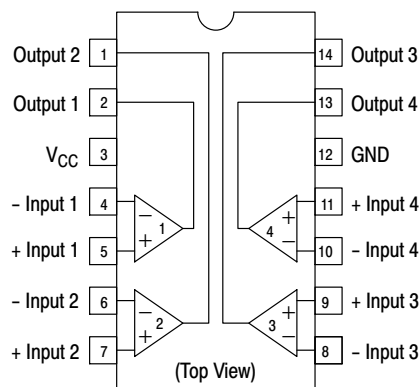 Output 2 1 14 Output 3
Output 1 2 13 Output 4
VCC 3 12 GND
– Input 1 4 – + 11 + Input 4
1 4
+ Input 1 5 + – 10 – Input 4
– Input 2 6 – + 9 + Input 3
2 3
+ Input 2 7 + – 8 – Input 3
(Top View)